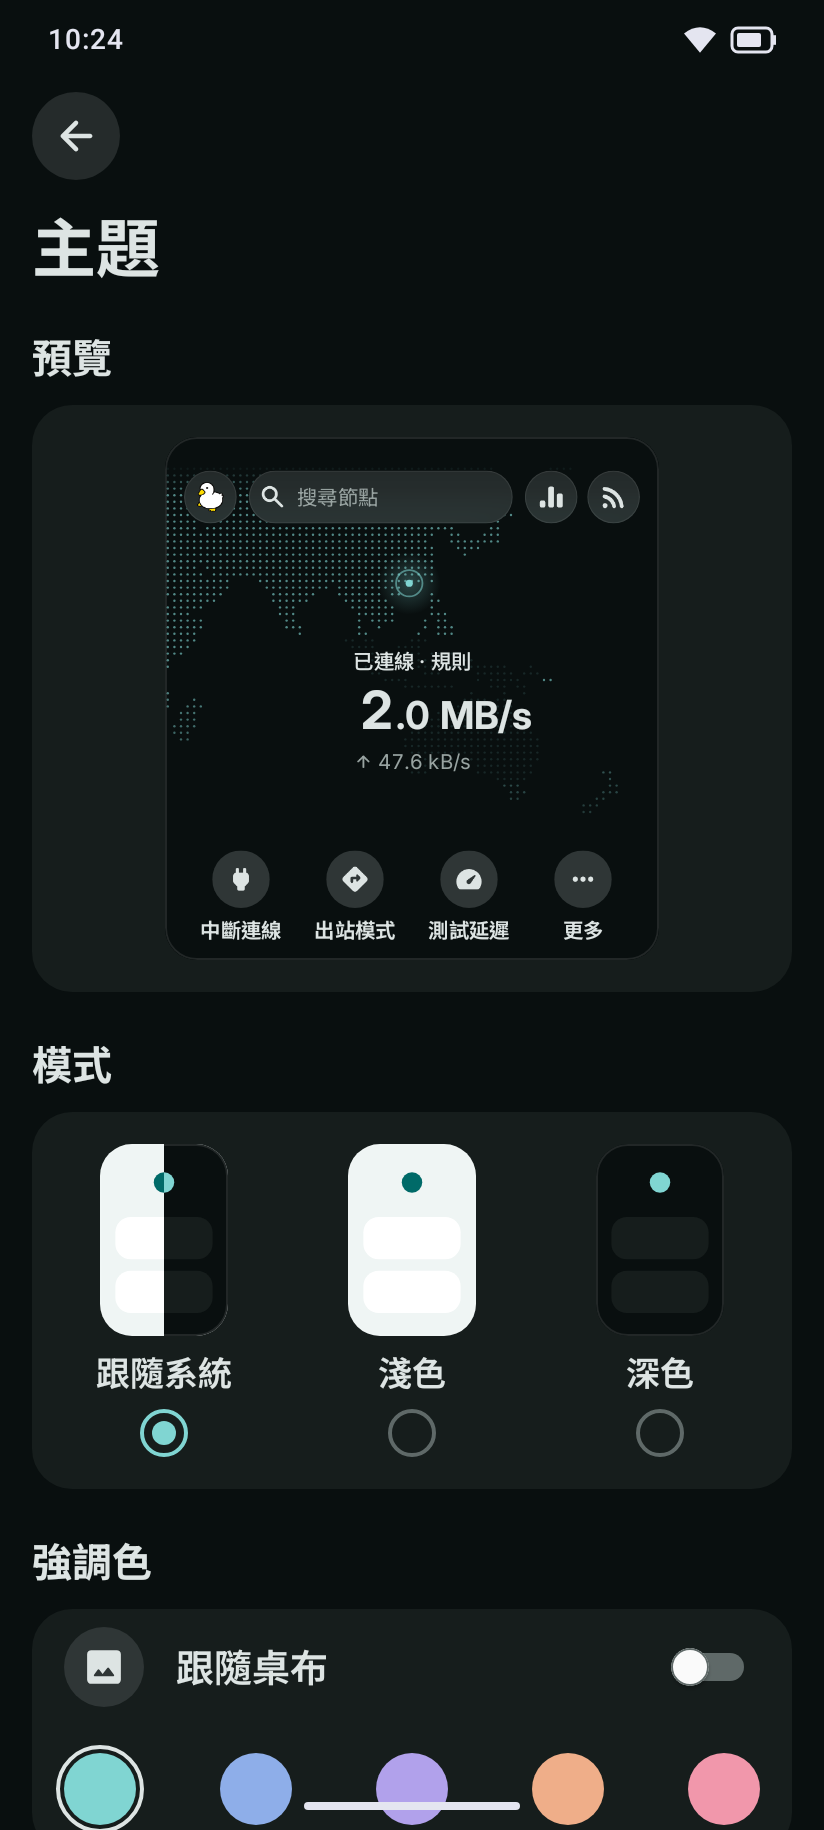 10:24
主題
預覽
搜尋節點
已連線 · 規則
2.0 MB/s
↑ 47.6 kB/s
中斷連線 出站模式 測試延遲 更多
模式
跟隨系統 淺色 深色
強調色
跟隨桌布